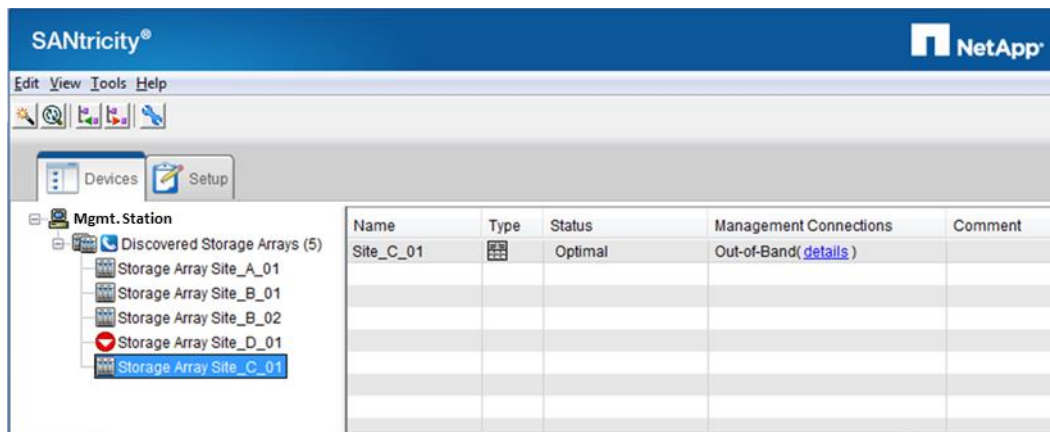 SANtricity®
NetApp
Edit View Tools Help
Devices
Setup
Mgmt. Station
Discovered Storage Arrays (5)
Storage Array Site_A_01
Storage Array Site_B_01
Storage Array Site_B_02
Storage Array Site_D_01
Storage Array Site_C_01
Name Type Status Management Connections Comment
Site_C_01 Optimal Out-of-Band( details )